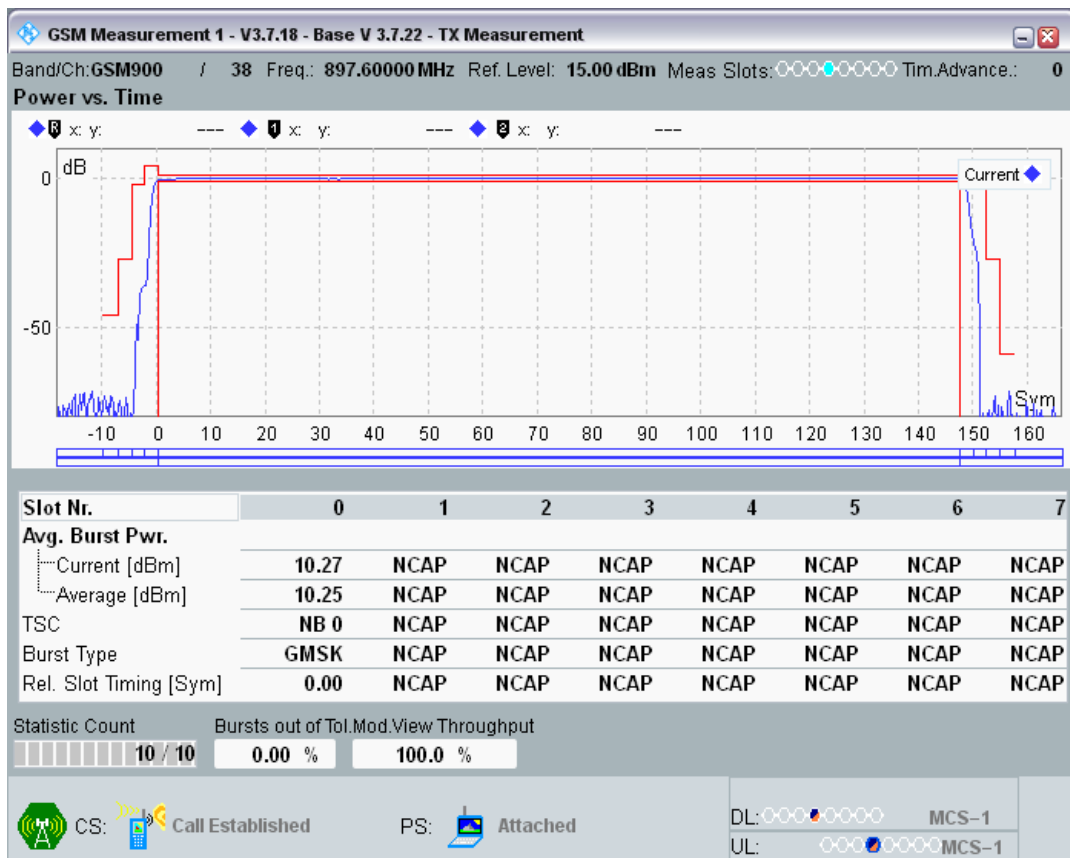 GSM Measurement 1 - V3.7.18 - Base V 3.7.22 - TX Measurement
Band/Ch:GSM900 / 38 Freq.: 897.60000 MHz Ref. Level: 15.00 dBm Meas Slots: Tim.Advance.: 0
Power vs. Time
R x: y: --- 1 x: y: --- 2 x: y: ---
dB
0
Current
-50
Sym
-10 0 10 20 30 40 50 60 70 80 90 100 110 120 130 140 150 160
Slot Nr. 0 1 2 3 4 5 6 7
Avg. Burst Pwr.
Current [dBm] 10.27 NCAP NCAP NCAP NCAP NCAP NCAP NCAP
Average [dBm] 10.25 NCAP NCAP NCAP NCAP NCAP NCAP NCAP
TSC NB 0 NCAP NCAP NCAP NCAP NCAP NCAP NCAP
Burst Type GMSK NCAP NCAP NCAP NCAP NCAP NCAP NCAP
Rel. Slot Timing [Sym] 0.00 NCAP NCAP NCAP NCAP NCAP NCAP NCAP
Statistic Count Bursts out of Tol.Mod.View Throughput
10 / 10 0.00 % 100.0 %
CS: Call Established PS: Attached
DL: MCS-1
UL: MCS-1